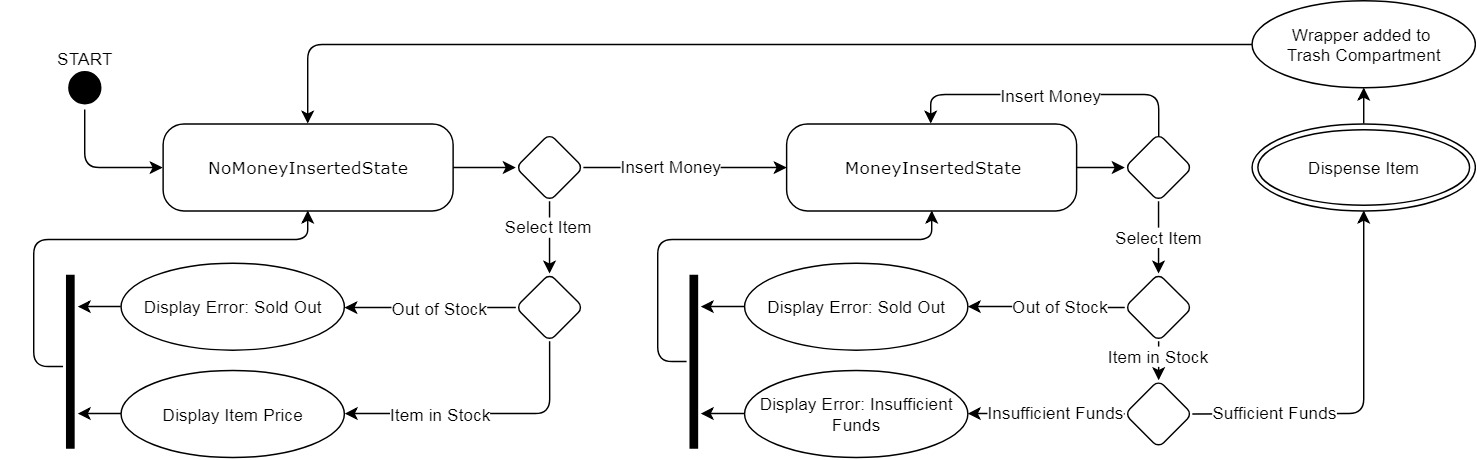 Wrapper added to
Trash Compartment
START
Insert Money
NoMoneyInsertedState
Insert Money
MoneyInsertedState
Dispense Item
Select Item
Select Item
Display Error: Sold Out
Out of Stock
Display Error: Sold Out
Out of Stock
Item in Stock
Display Item Price
Item in Stock
Display Error: Insufficient
Funds
Insufficient Funds
Sufficient Funds